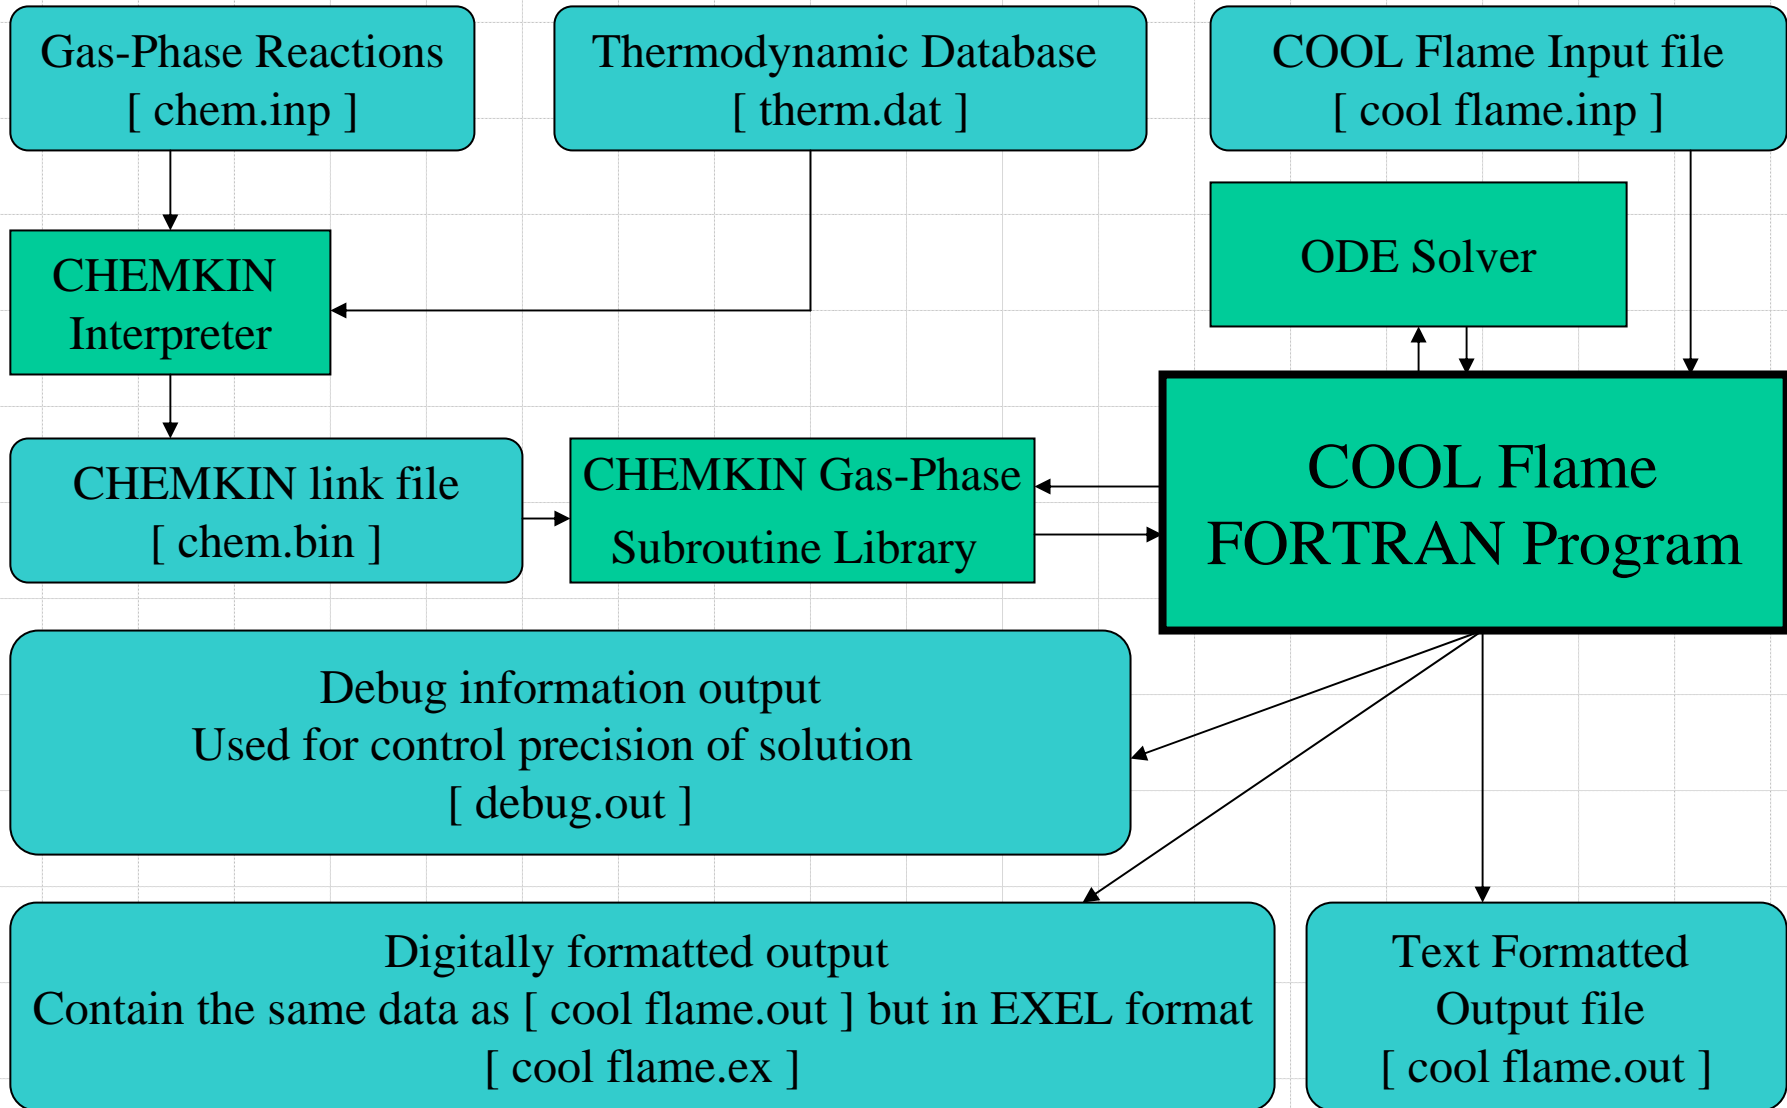 Gas-Phase Reactions
[ chem.inp ]
Thermodynamic Database
[ therm.dat ]
COOL Flame Input file
[ cool flame.inp ]
CHEMKIN
Interpreter
ODE Solver
CHEMKIN link file
[ chem.bin ]
CHEMKIN Gas-Phase
Subroutine Library
COOL Flame
FORTRAN Program
Debug information output
Used for control precision of solution
[ debug.out ]
Digitally formatted output
Contain the same data as [ cool flame.out ] but in EXEL format
[ cool flame.ex ]
Text Formatted
Output file
[ cool flame.out ]